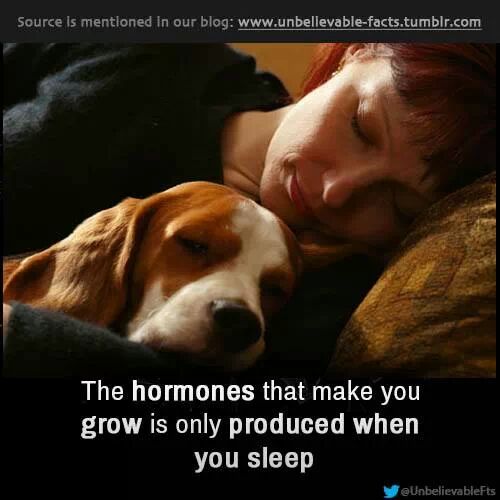 Source is mentioned in our blog: www.unbelievable-facts.tumblr.com
The hormones that make you
grow is only produced when
you sleep
@UnbelievableFts